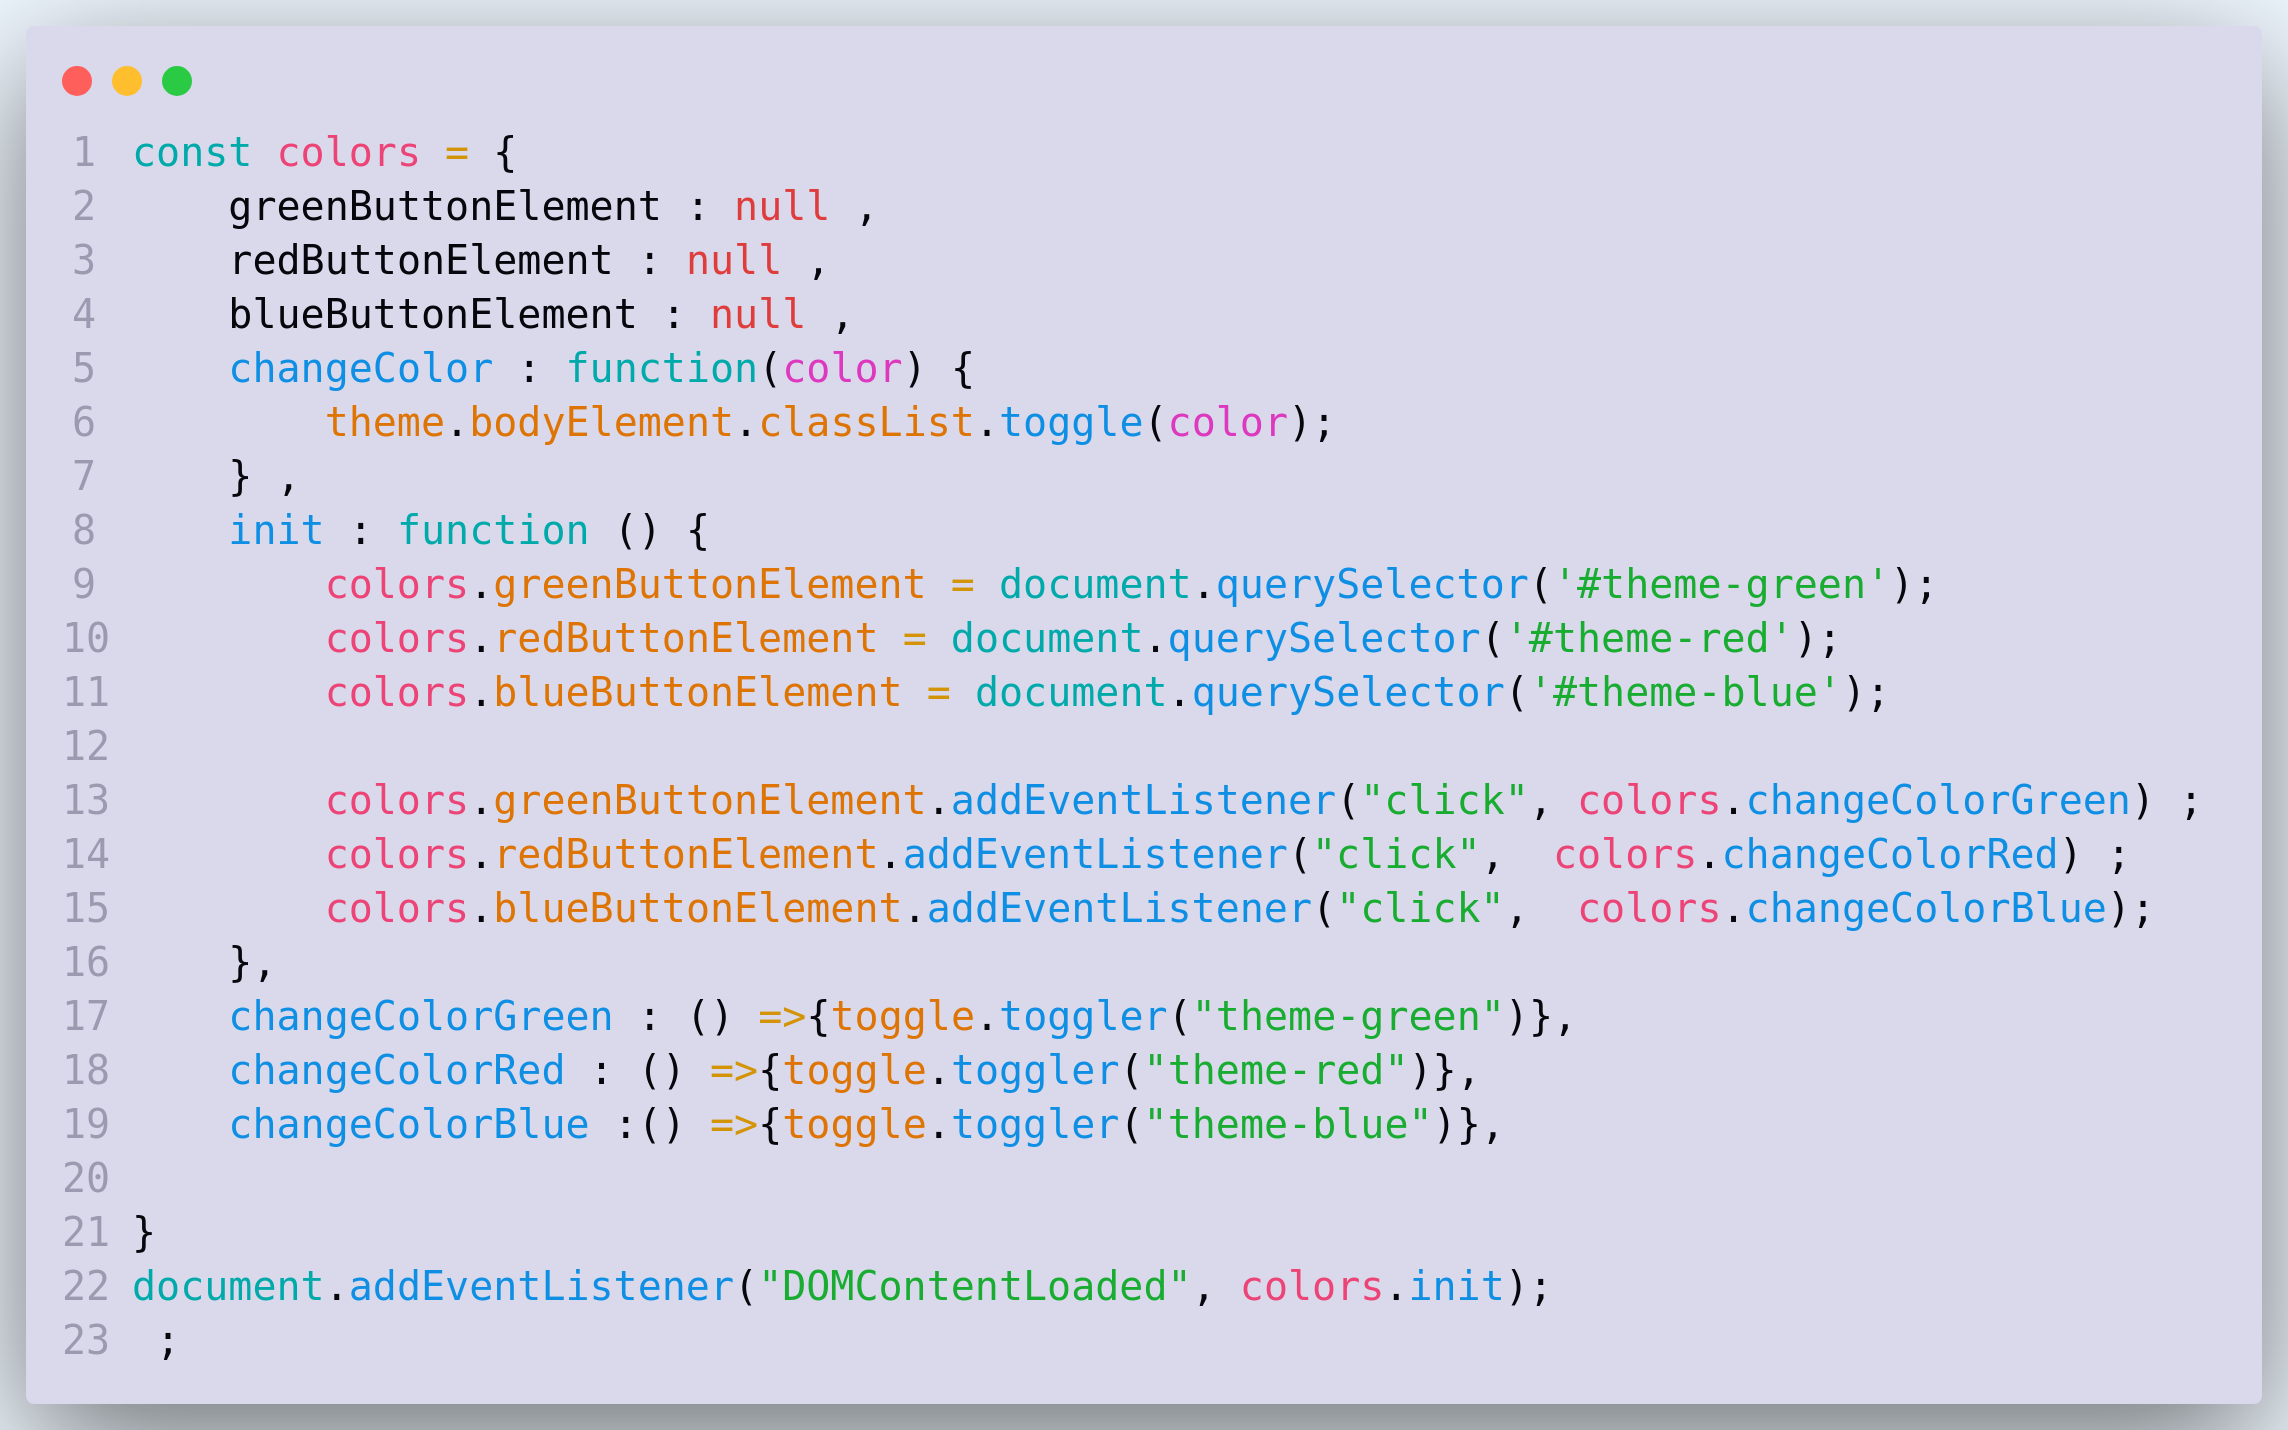 1 const colors = {
2     greenButtonElement : null ,
3     redButtonElement : null ,
4     blueButtonElement : null ,
5     changeColor : function(color) {
6         theme.bodyElement.classList.toggle(color);
7     } ,
8     init : function () {
9         colors.greenButtonElement = document.querySelector('#theme-green');
10         colors.redButtonElement = document.querySelector('#theme-red');
11         colors.blueButtonElement = document.querySelector('#theme-blue');
12
13         colors.greenButtonElement.addEventListener("click", colors.changeColorGreen) ;
14         colors.redButtonElement.addEventListener("click",  colors.changeColorRed) ;
15         colors.blueButtonElement.addEventListener("click",  colors.changeColorBlue);
16     },
17     changeColorGreen : () =>{toggle.toggler("theme-green")},
18     changeColorRed : () =>{toggle.toggler("theme-red")},
19     changeColorBlue :() =>{toggle.toggler("theme-blue")},
20
21 }
22 document.addEventListener("DOMContentLoaded", colors.init);
23  ;